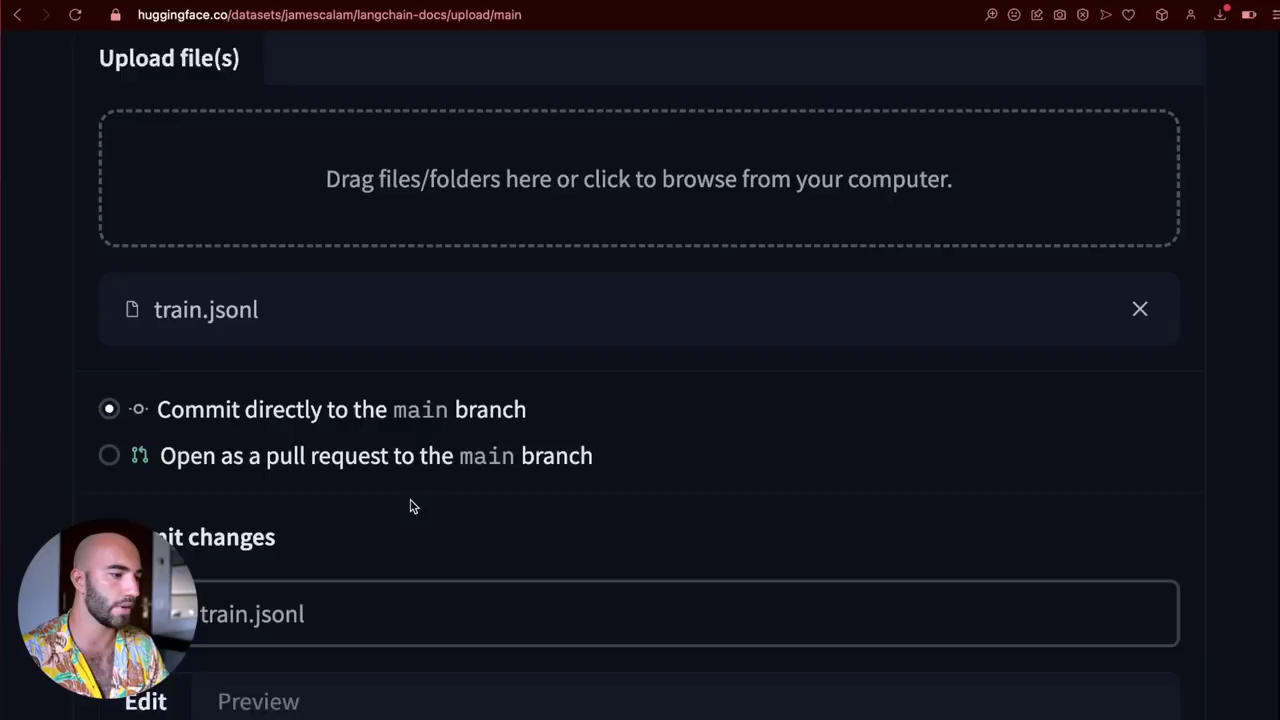 huggingface.co/datasets/jamescalam/langchain-docs/upload/main
Upload file(s)
Drag files/folders here or click to browse from your computer.
train.jsonl
Commit directly to the main branch
Open as a pull request to the main branch
changes
train.jsonl
Edit
Preview